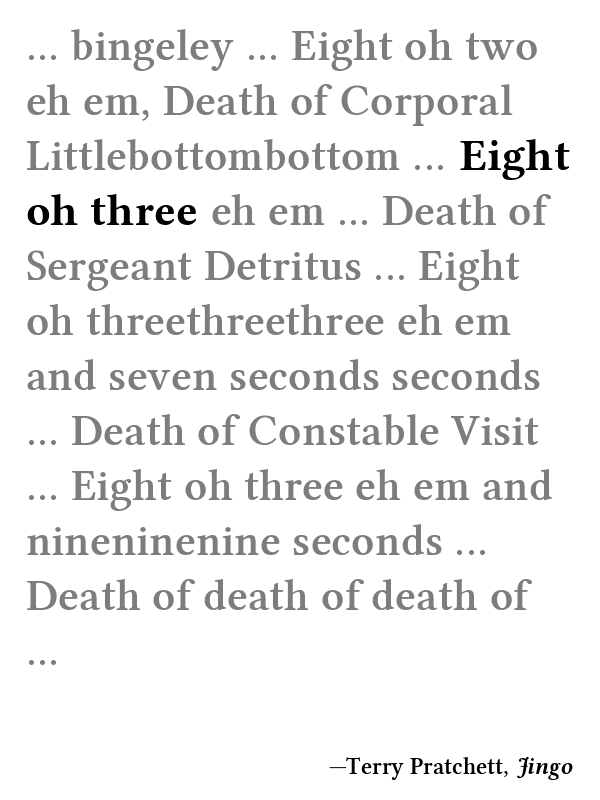 ... bingeley ... Eight oh two
eh em, Death of Corporal
Littlebottombottom ... Eight
oh three eh em ... Death of
Sergeant Detritus ... Eight
oh threethreethree eh em
and seven seconds seconds
... Death of Constable Visit
... Eight oh three eh em and
nineninenine seconds ...
Death of death of death of
...
—Terry Pratchett, Jingo